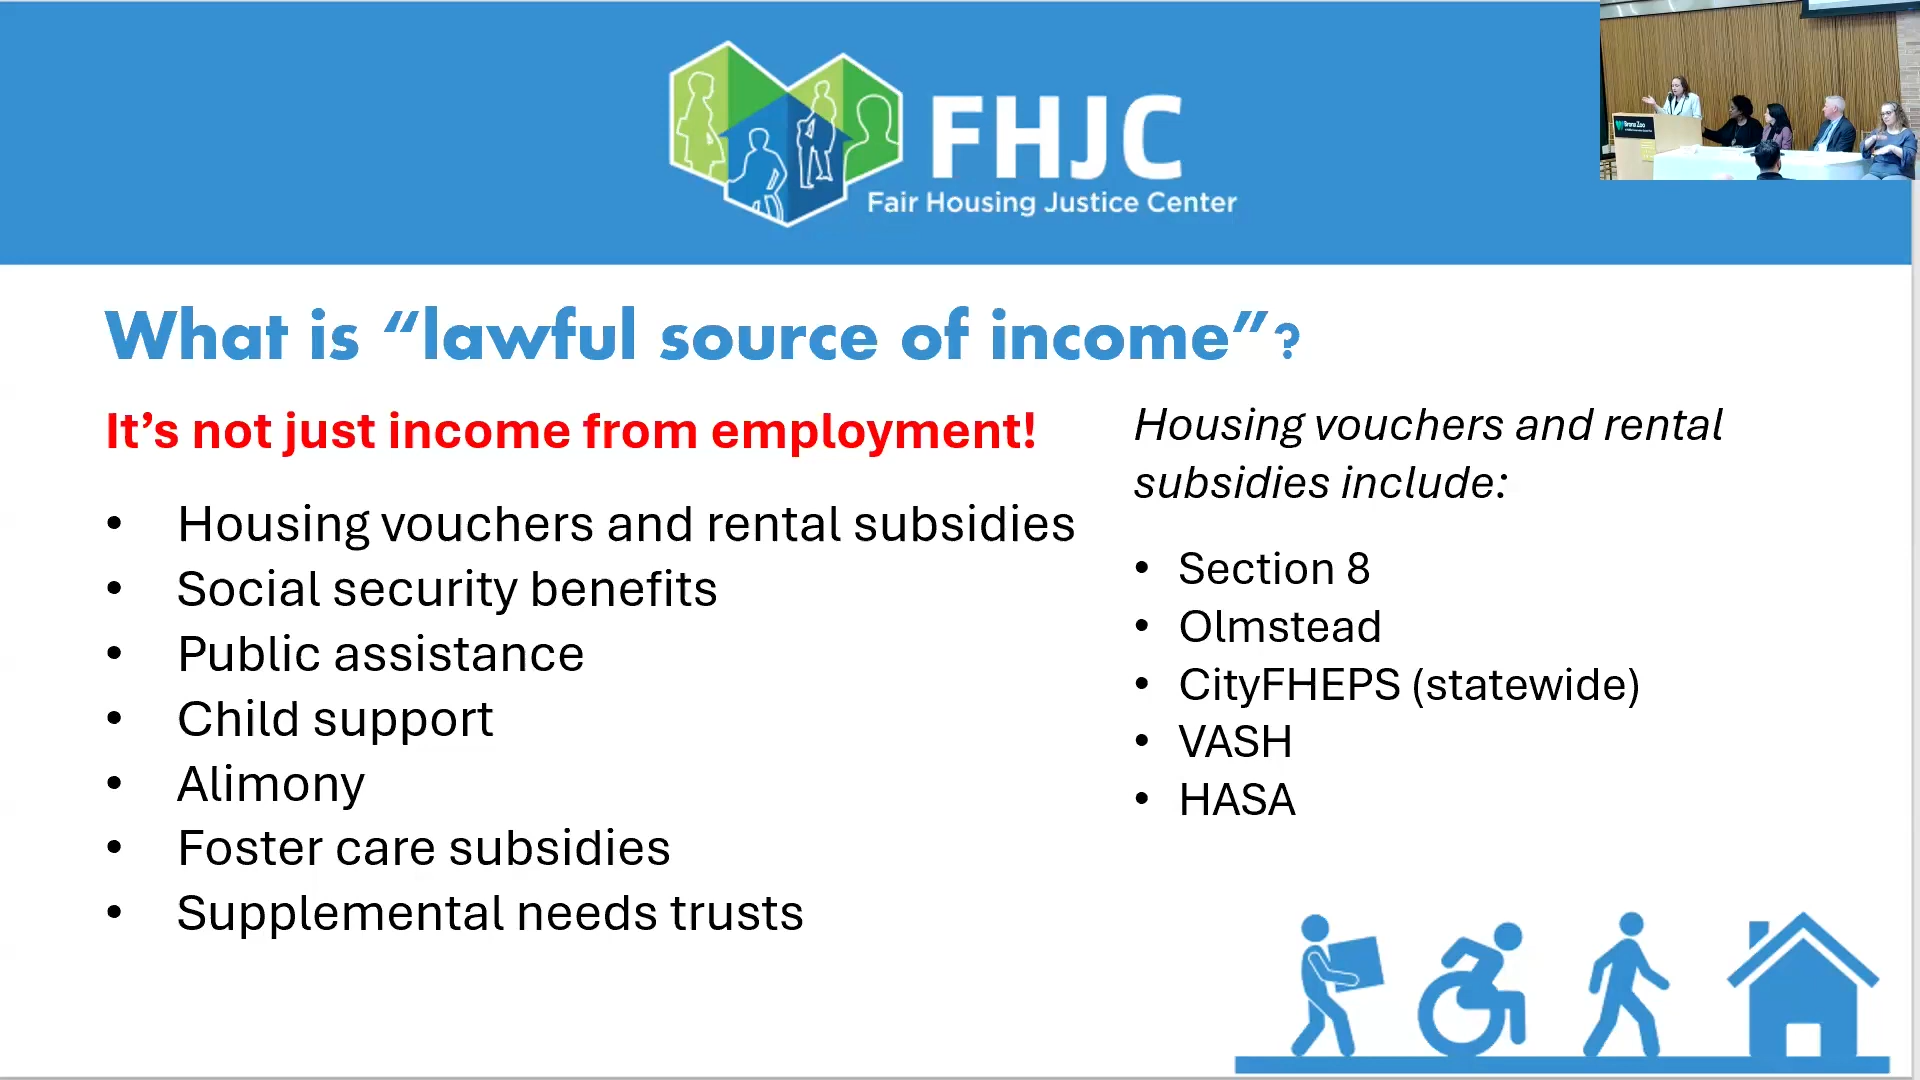 FHJC
Fair Housing Justice Center
Bronx Zoo
What is “lawful source of income”?
It’s not just income from employment!
• Housing vouchers and rental subsidies
• Social security benefits
• Public assistance
• Child support
• Alimony
• Foster care subsidies
• Supplemental needs trusts
Housing vouchers and rental
subsidies include:
• Section 8
• Olmstead
• CityFHEPS (statewide)
• VASH
• HASA